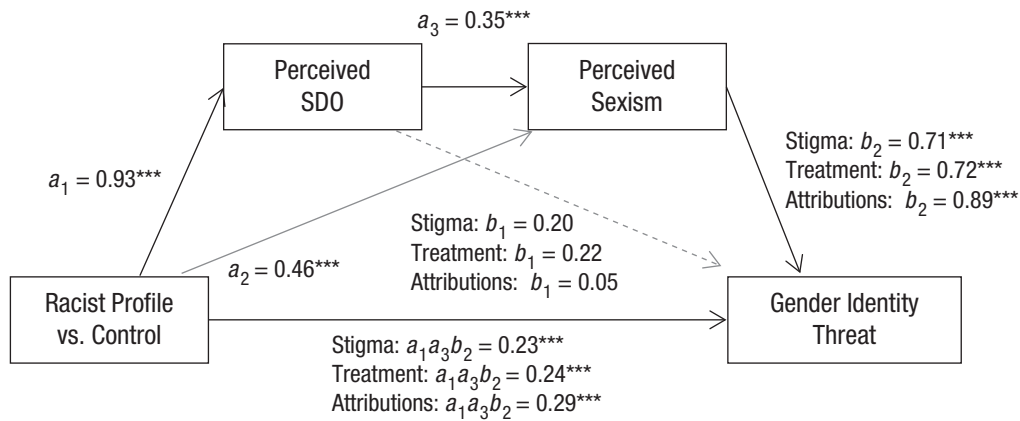 a3 = 0.35***
Perceived
SDO
Perceived
Sexism
a1 = 0.93***
Stigma: b2 = 0.71***
Treatment: b2 = 0.72***
Attributions: b2 = 0.89***
a2 = 0.46***
Stigma: b1 = 0.20
Treatment: b1 = 0.22
Attributions: b1 = 0.05
Racist Profile
vs. Control
Gender Identity
Threat
Stigma: a1a3b2 = 0.23***
Treatment: a1a3b2 = 0.24***
Attributions: a1a3b2 = 0.29***